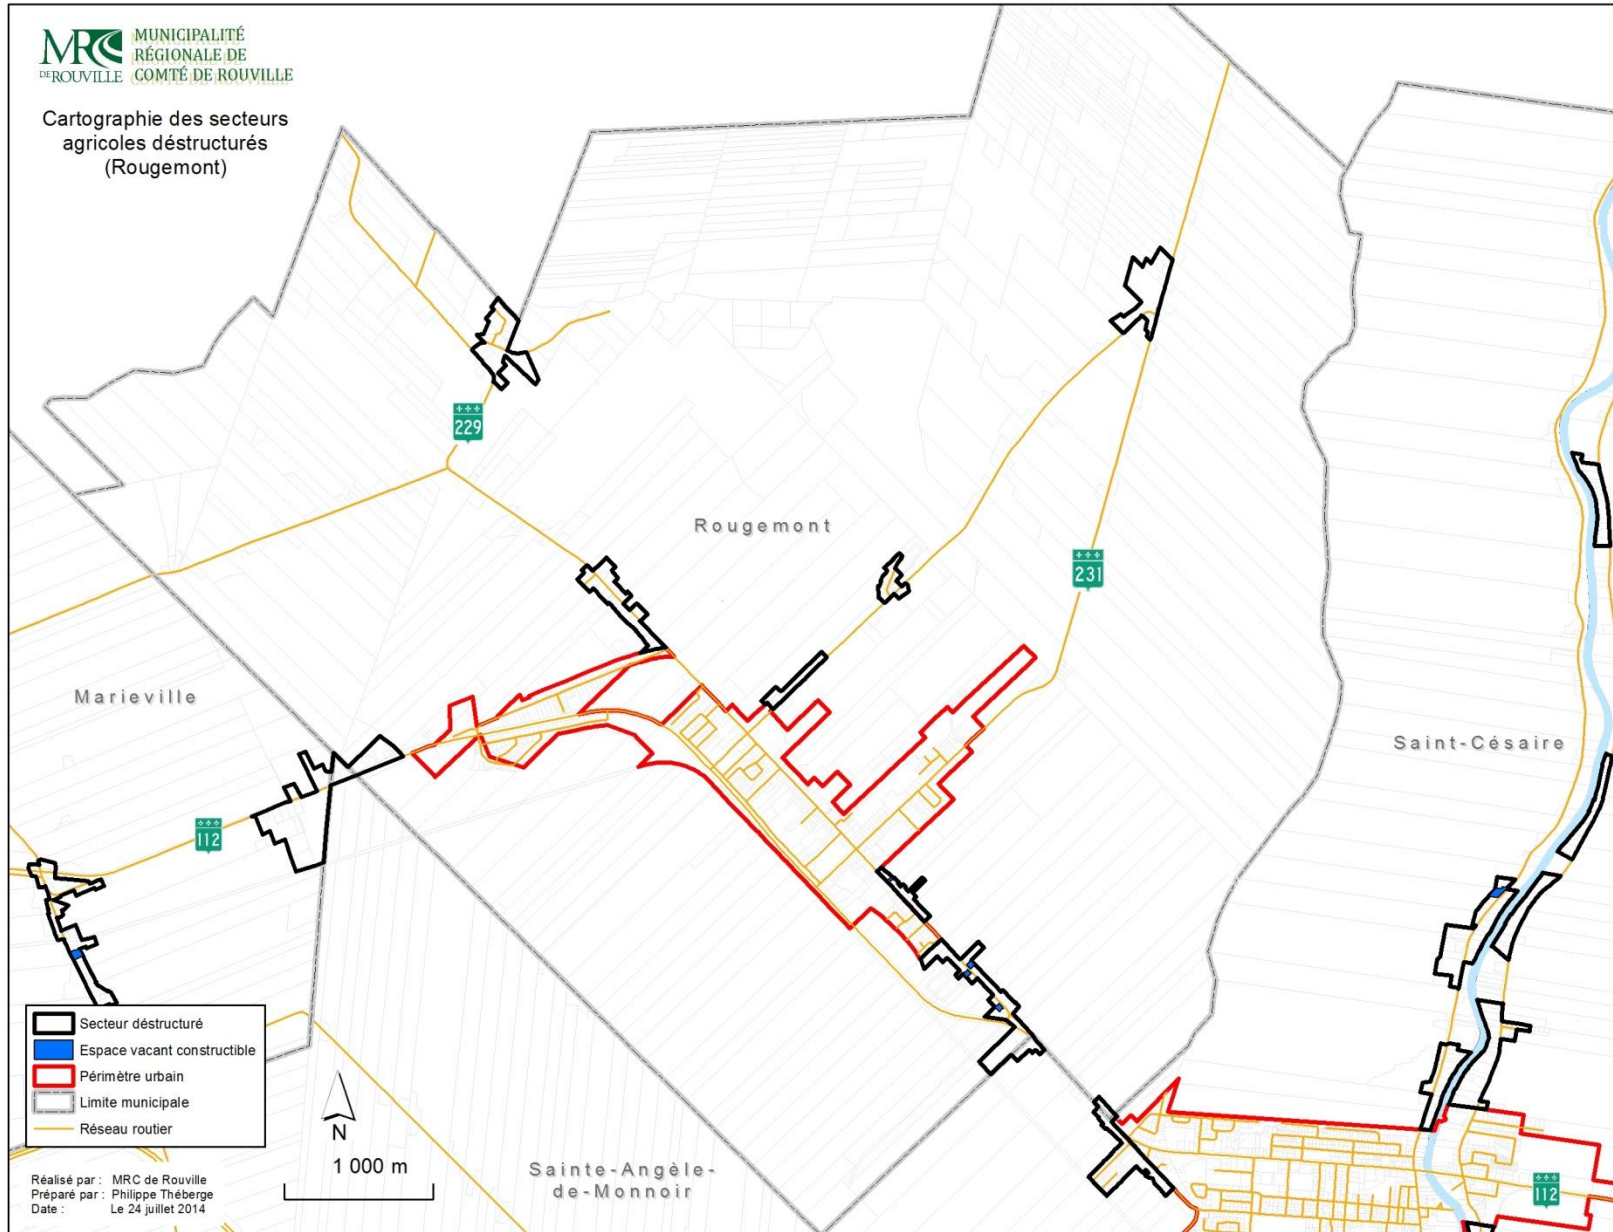 MRC
DE ROUVILLE
MUNICIPALITÉ
RÉGIONALE DE
COMTÉ DE ROUVILLE
Cartographie des secteurs
agricoles déstructurés
(Rougemont)
229
Rougemont
231
Marieville
Saint-Césaire
112
Secteur déstructuré
Espace vacant constructible
Périmètre urbain
Limite municipale
Réseau routier
N
1 000 m
Sainte-Angèle-
de-Monnoir
112
Réalisé par : MRC de Rouville
Préparé par : Philippe Théberge
Date : Le 24 juillet 2014